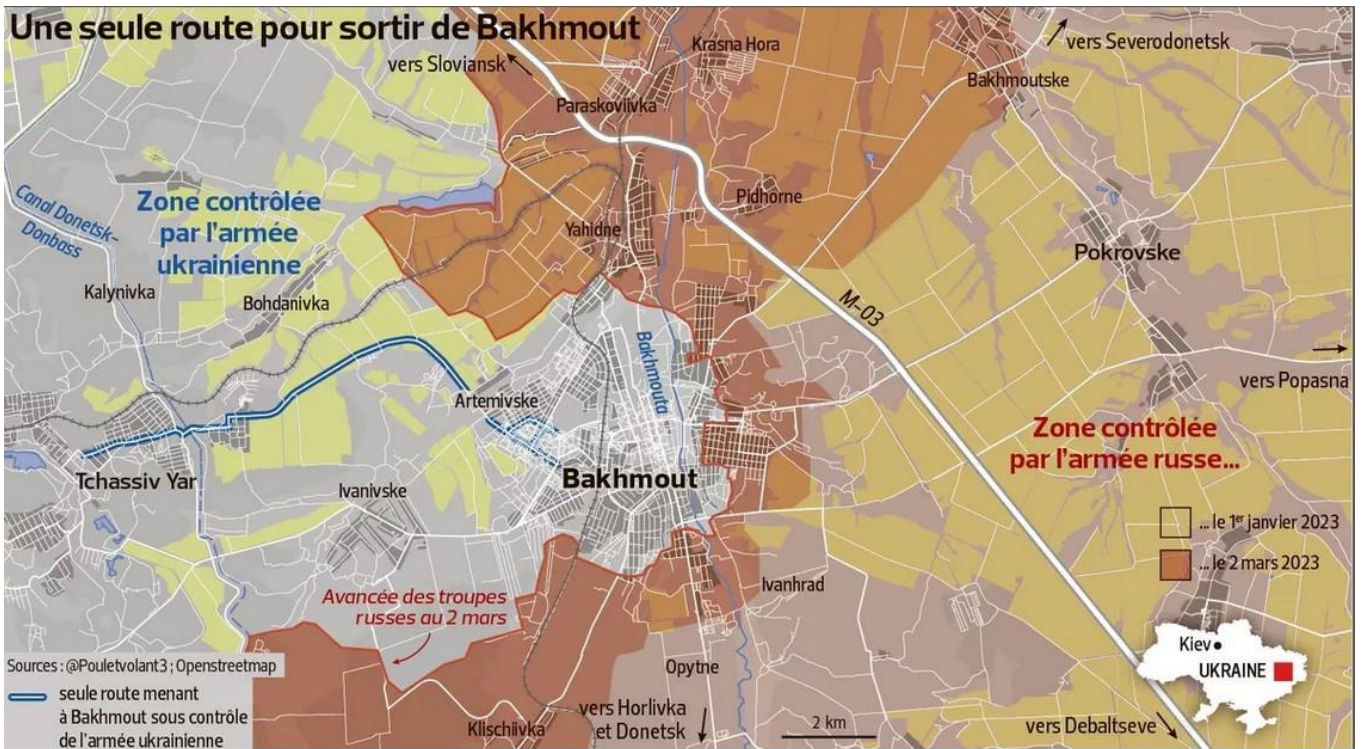 Une seule route pour sortir de Bakhmout
vers Sloviansk
Krasna Hora
vers Severodonetsk
Bakhmoutske
Paraskoviivka
Canal Donetsk-
Donbass
Zone contrôlée
par l'armée
ukrainienne
Pidhorne
Yahidne
Pokrovske
Kalynivka
Bohdanivka
M-03
Bakhmouta
vers Popasna
Artemivske
Zone contrôlée
par l'armée russe...
Bakhmout
Tchassiv Yar
Ivanivske
... le 1er janvier 2023
... le 2 mars 2023
Avancée des troupes
russes au 2 mars
Ivanhrad
Kiev
UKRAINE
Sources : @Pouletvolant3 ; Openstreetmap
Opytne
seule route menant
à Bakhmout sous contrôle
de l'armée ukrainienne
Klischiivka
vers Horlivka
et Donetsk
2 km
vers Debaltseve